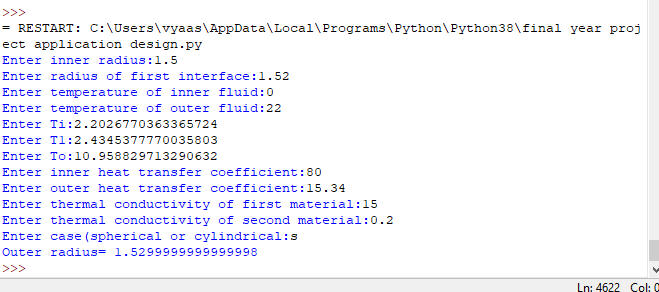 >>>
= RESTART: C:\Users\vyaas\AppData\Local\Programs\Python\Python38\final year proj
ect application design.py
Enter inner radius:1.5
Enter radius of first interface:1.52
Enter temperature of inner fluid:0
Enter temperature of outer fluid:22
Enter Ti:2.2026770363365724
Enter T1:2.4345377770035803
Enter To:10.958829713290632
Enter inner heat transfer coefficient:80
Enter outer heat transfer coefficient:15.34
Enter thermal conductivity of first material:15
Enter thermal conductivity of second material:0.2
Enter case(spherical or cylindrical:s
Outer radius= 1.5299999999999998
>>>
Ln: 4622 Col: 0